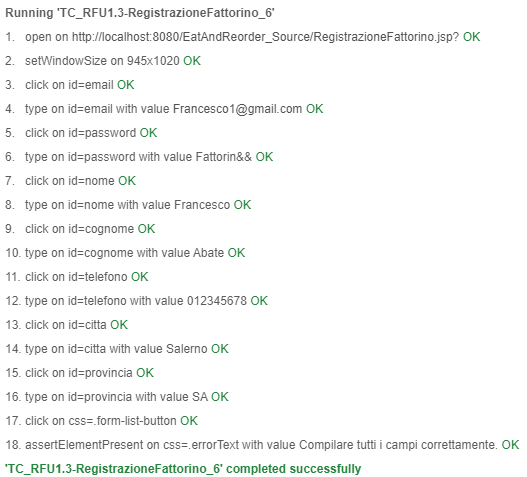 Running 'TC_RFU1.3-RegistrazioneFattorino_6'
1. open on http://localhost:8080/EatAndReorder_Source/RegistrazioneFattorino.jsp? OK
2. setWindowSize on 945x1020 OK
3. click on id=email OK
4. type on id=email with value Francesco1@gmail.com OK
5. click on id=password OK
6. type on id=password with value Fattorin&& OK
7. click on id=nome OK
8. type on id=nome with value Francesco OK
9. click on id=cognome OK
10. type on id=cognome with value Abate OK
11. click on id=telefono OK
12. type on id=telefono with value 012345678 OK
13. click on id=citta OK
14. type on id=citta with value Salerno OK
15. click on id=provincia OK
16. type on id=provincia with value SA OK
17. click on css=.form-list-button OK
18. assertElementPresent on css=.errorText with value Compilare tutti i campi correttamente. OK
'TC_RFU1.3-RegistrazioneFattorino_6' completed successfully